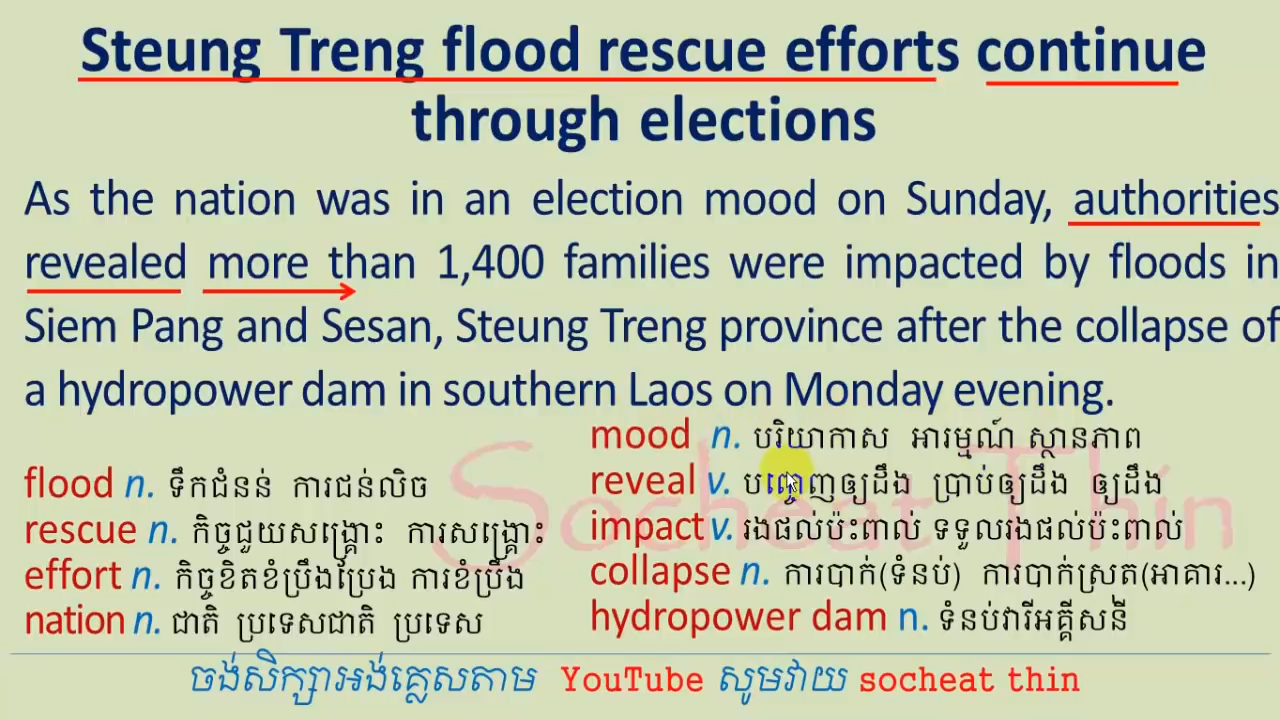 Steung Treng flood rescue efforts continue
through elections
As the nation was in an election mood on Sunday, authorities
revealed more than 1,400 families were impacted by floods in
Siem Pang and Sesan, Steung Treng province after the collapse of
a hydropower dam in southern Laos on Monday evening.
flood n. ទឹកជំនន់ ការជន់លិច
rescue n. កិច្ចជួយសង្គ្រោះ ការសង្គ្រោះ
effort n. កិច្ចខិតខំប្រឹងប្រែង ការខំប្រឹង
nation n. ជាតិ ប្រទេសជាតិ ប្រទេស
mood n. បរិយាកាស អារម្មណ៍ ស្ថានភាព
reveal v. បញ្ចេញឲ្យដឹង ប្រាប់ឲ្យដឹង ឲ្យដឹង
impact v. រងផល់ប៉ះពាល់ ទទួលរងផល់ប៉ះពាល់
collapse n. ការបាក់(ទំនប់) ការបាក់ស្រុត(អាគារ...)
hydropower dam n. ទំនប់វារីអគ្គីសនី
Socheat Thin
ចង់សិក្សាអង់គ្លេសតាម YouTube សូមវាយ socheat thin